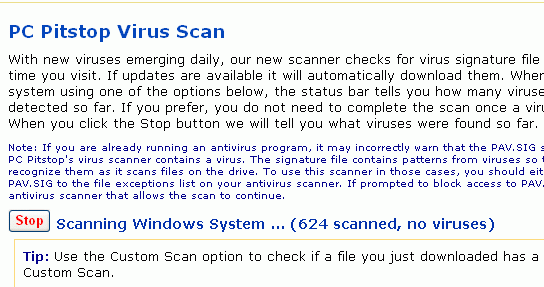 PC Pitstop Virus Scan
With new viruses emerging daily, our new scanner checks for virus signature file
time you visit. If updates are available it will automatically download them. When
system using one of the options below, the status bar tells you how many viruse
detected so far. If you prefer, you do not need to complete the scan once a viru
When you click the Stop button we will tell you what viruses were found so far.
Note: If you are already running an antivirus program, it may incorrectly warn that the PAV.SIG s
PC Pitstop's virus scanner contains a virus. The signature file contains patterns from viruses so t
recognize them as it scans files on the drive. To use this scanner in those cases, you should eit
PAV.SIG to the file exceptions list on your antivirus scanner. If prompted to block access to PAV.
antivirus scanner that allows the scan to continue.
Stop Scanning Windows System ... (624 scanned, no viruses)
Tip: Use the Custom Scan option to check if a file you just downloaded has a
Custom Scan.